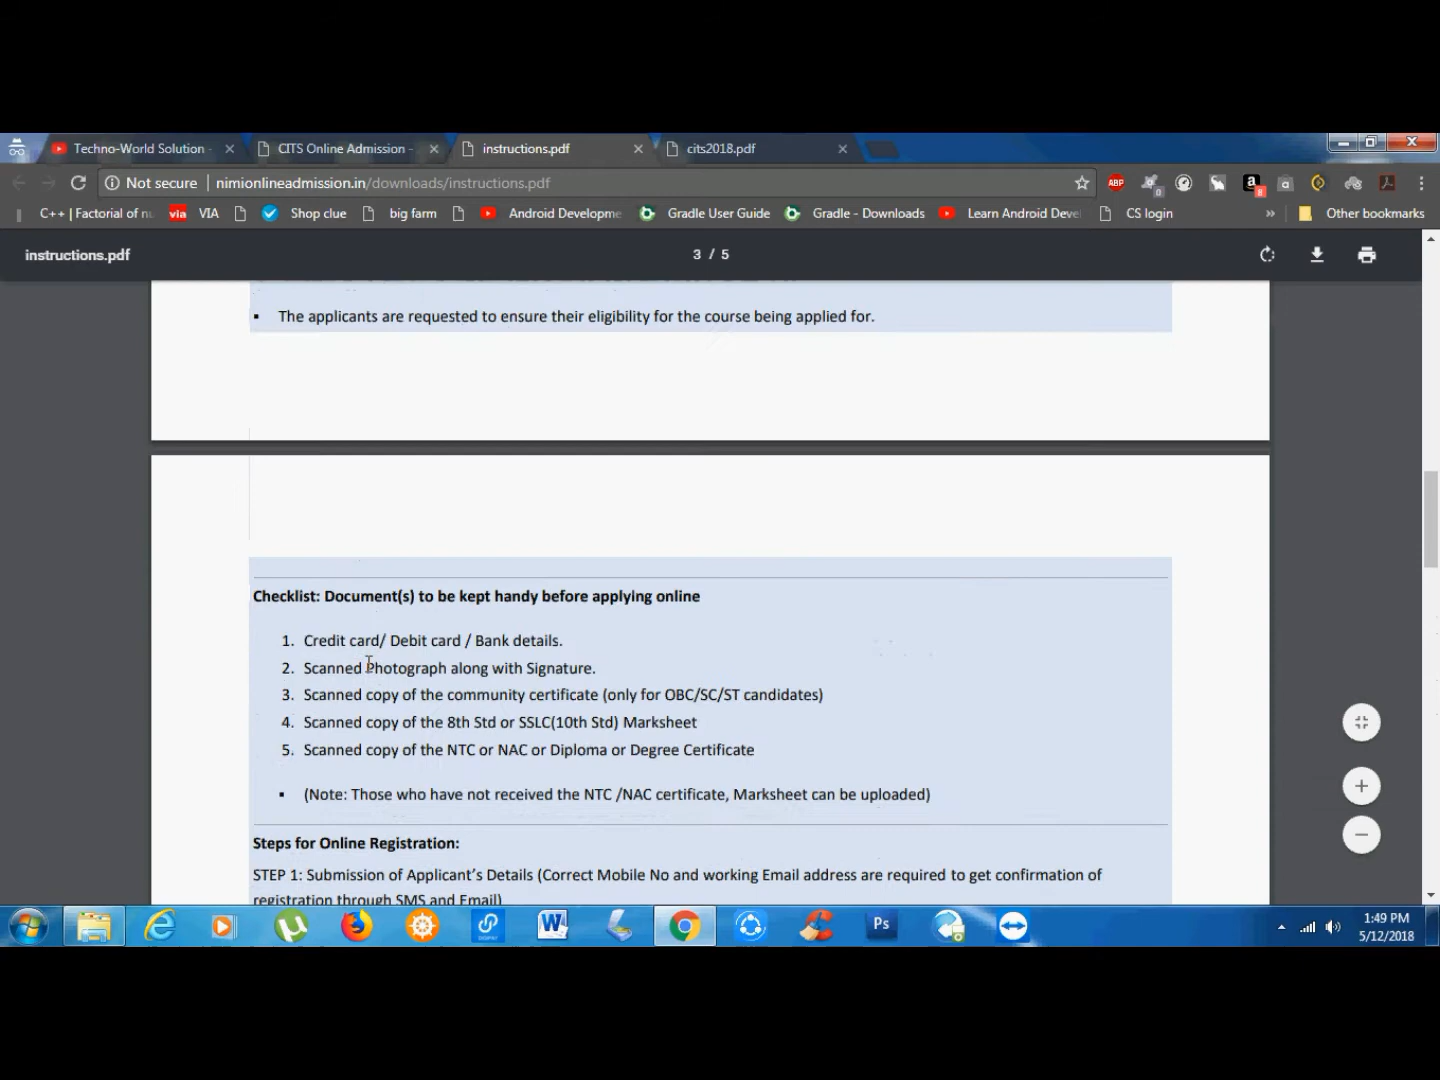 Techno-World Solution -
CITS Online Admission -
instructions.pdf
cits2018.pdf
Not secure
nimionlineadmission.in/downloads/instructions.pdf
ABP
0
a
8
C++ | Factorial of nu
via VIA
Shop clue
big farm
Android Developme
Gradle User Guide
Gradle - Downloads
Learn Android Deve
CS login
»
Other bookmarks
instructions.pdf
3 / 5
▪ The applicants are requested to ensure their eligibility for the course being applied for.
Checklist: Document(s) to be kept handy before applying online
1. Credit card/ Debit card / Bank details.
2. Scanned Photograph along with Signature.
3. Scanned copy of the community certificate (only for OBC/SC/ST candidates)
4. Scanned copy of the 8th Std or SSLC(10th Std) Marksheet
5. Scanned copy of the NTC or NAC or Diploma or Degree Certificate
▪ (Note: Those who have not received the NTC /NAC certificate, Marksheet can be uploaded)
Steps for Online Registration:
STEP 1: Submission of Applicant’s Details (Correct Mobile No and working Email address are required to get confirmation of
registration through SMS and Email)
W
Ps
1:49 PM
5/12/2018